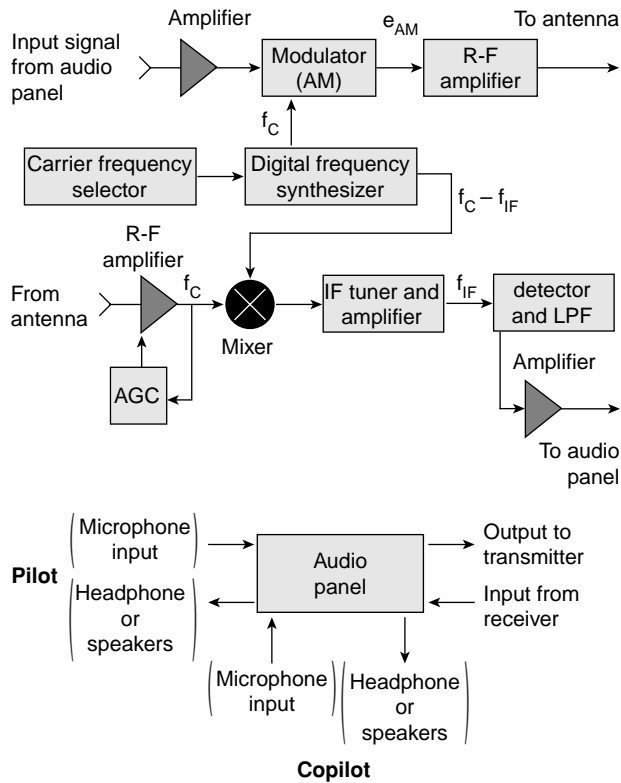 Amplifier
Input signal
from audio
panel
Modulator
(AM)
e_AM
R-F
amplifier
To antenna
f_C
Carrier frequency
selector
Digital frequency
synthesizer
f_C – f_IF
R-F
amplifier
From
antenna
f_C
Mixer
AGC
IF tuner and
amplifier
f_IF
detector
and LPF
Amplifier
To audio
panel
Pilot
(Microphone
input)
(Headphone
or
speakers)
Audio
panel
Output to
transmitter
Input from
receiver
(Microphone
input)
(Headphone
or
speakers)
Copilot